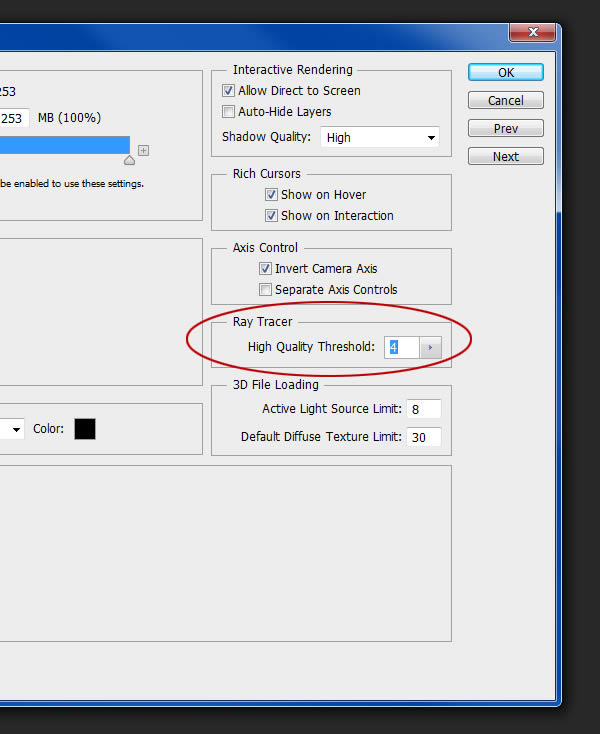 253
253 MB (100%)
be enabled to use these settings.
Color:
Interactive Rendering
Allow Direct to Screen
Auto-Hide Layers
Shadow Quality: High
Rich Cursors
Show on Hover
Show on Interaction
Axis Control
Invert Camera Axis
Separate Axis Controls
Ray Tracer
High Quality Threshold: 4
3D File Loading
Active Light Source Limit: 8
Default Diffuse Texture Limit: 30
OK
Cancel
Prev
Next